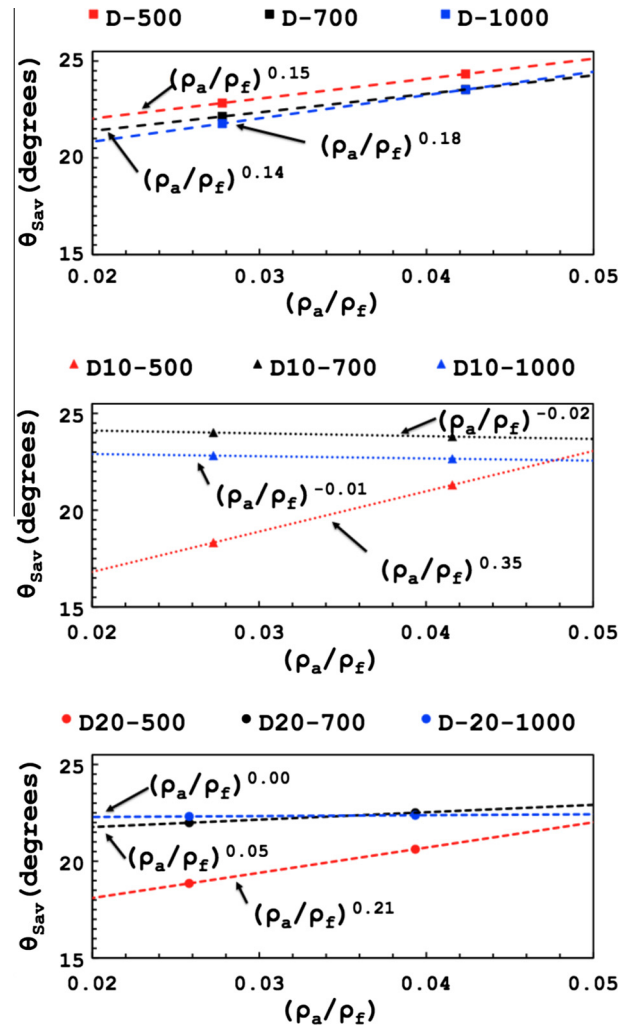 D-500 D-700 D-1000
θSav(degrees)
25
(ρa/ρf)0.15
20
(ρa/ρf)0.18
(ρa/ρf)0.14
15
0.02 0.03 0.04 0.05
(ρa/ρf)
D10-500 D10-700 D10-1000
θSav(degrees)
25
(ρa/ρf)-0.02
20
(ρa/ρf)-0.01
(ρa/ρf)0.35
15
0.02 0.03 0.04 0.05
(ρa/ρf)
D20-500 D20-700 D-20-1000
θSav(degrees)
25
(ρa/ρf)0.00
20
(ρa/ρf)0.05
(ρa/ρf)0.21
15
0.02 0.03 0.04 0.05
(ρa/ρf)